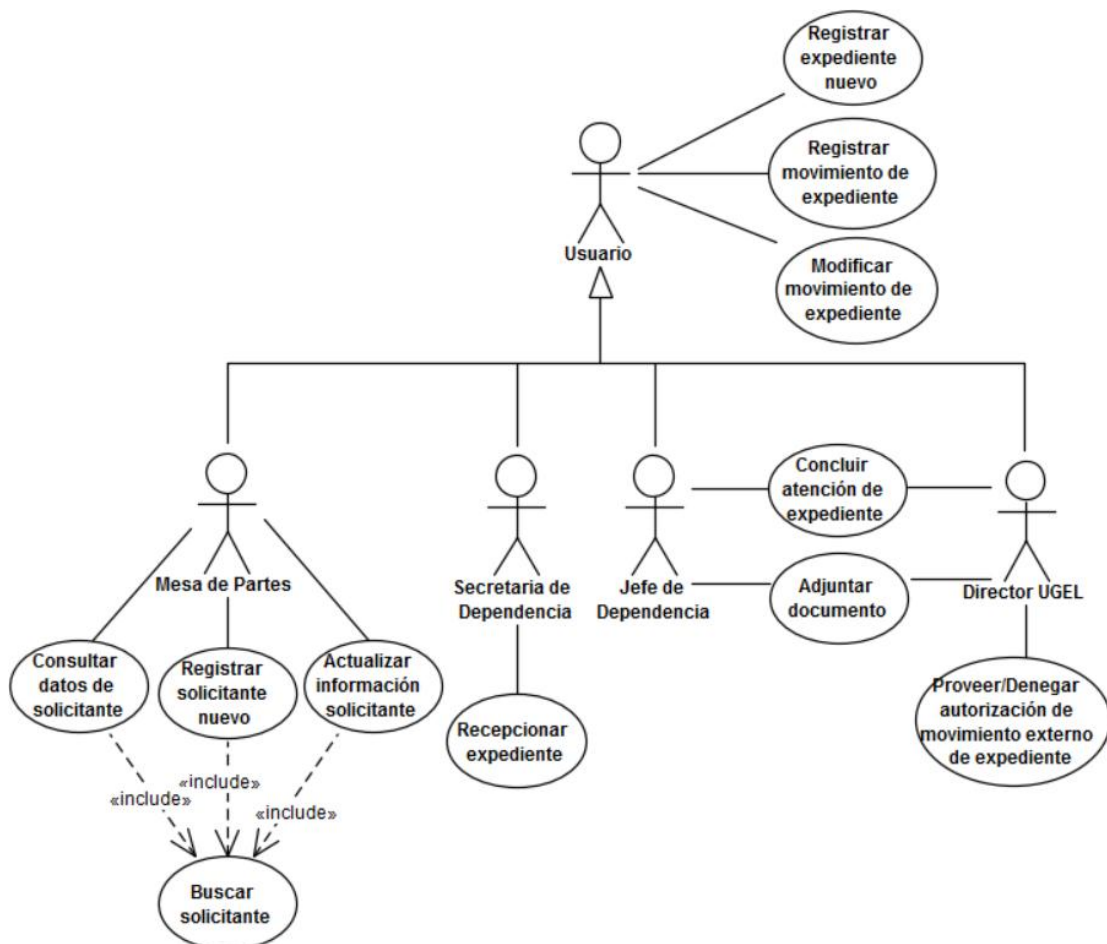 Registrar
expediente
nuevo
Registrar
movimiento de
expediente
Usuario
Modificar
movimiento de
expediente
Concluir
atención de
expediente
Mesa de Partes
Secretaria de
Dependencia
Jefe de
Dependencia
Adjuntar
documento
Director UGEL
Consultar
datos de
solicitante
Registrar
solicitante
nuevo
Actualizar
información
solicitante
Recepcionar
expediente
Proveer/Denegar
autorización de
movimiento externo
de expediente
«include»
«include»
«include»
Buscar
solicitante